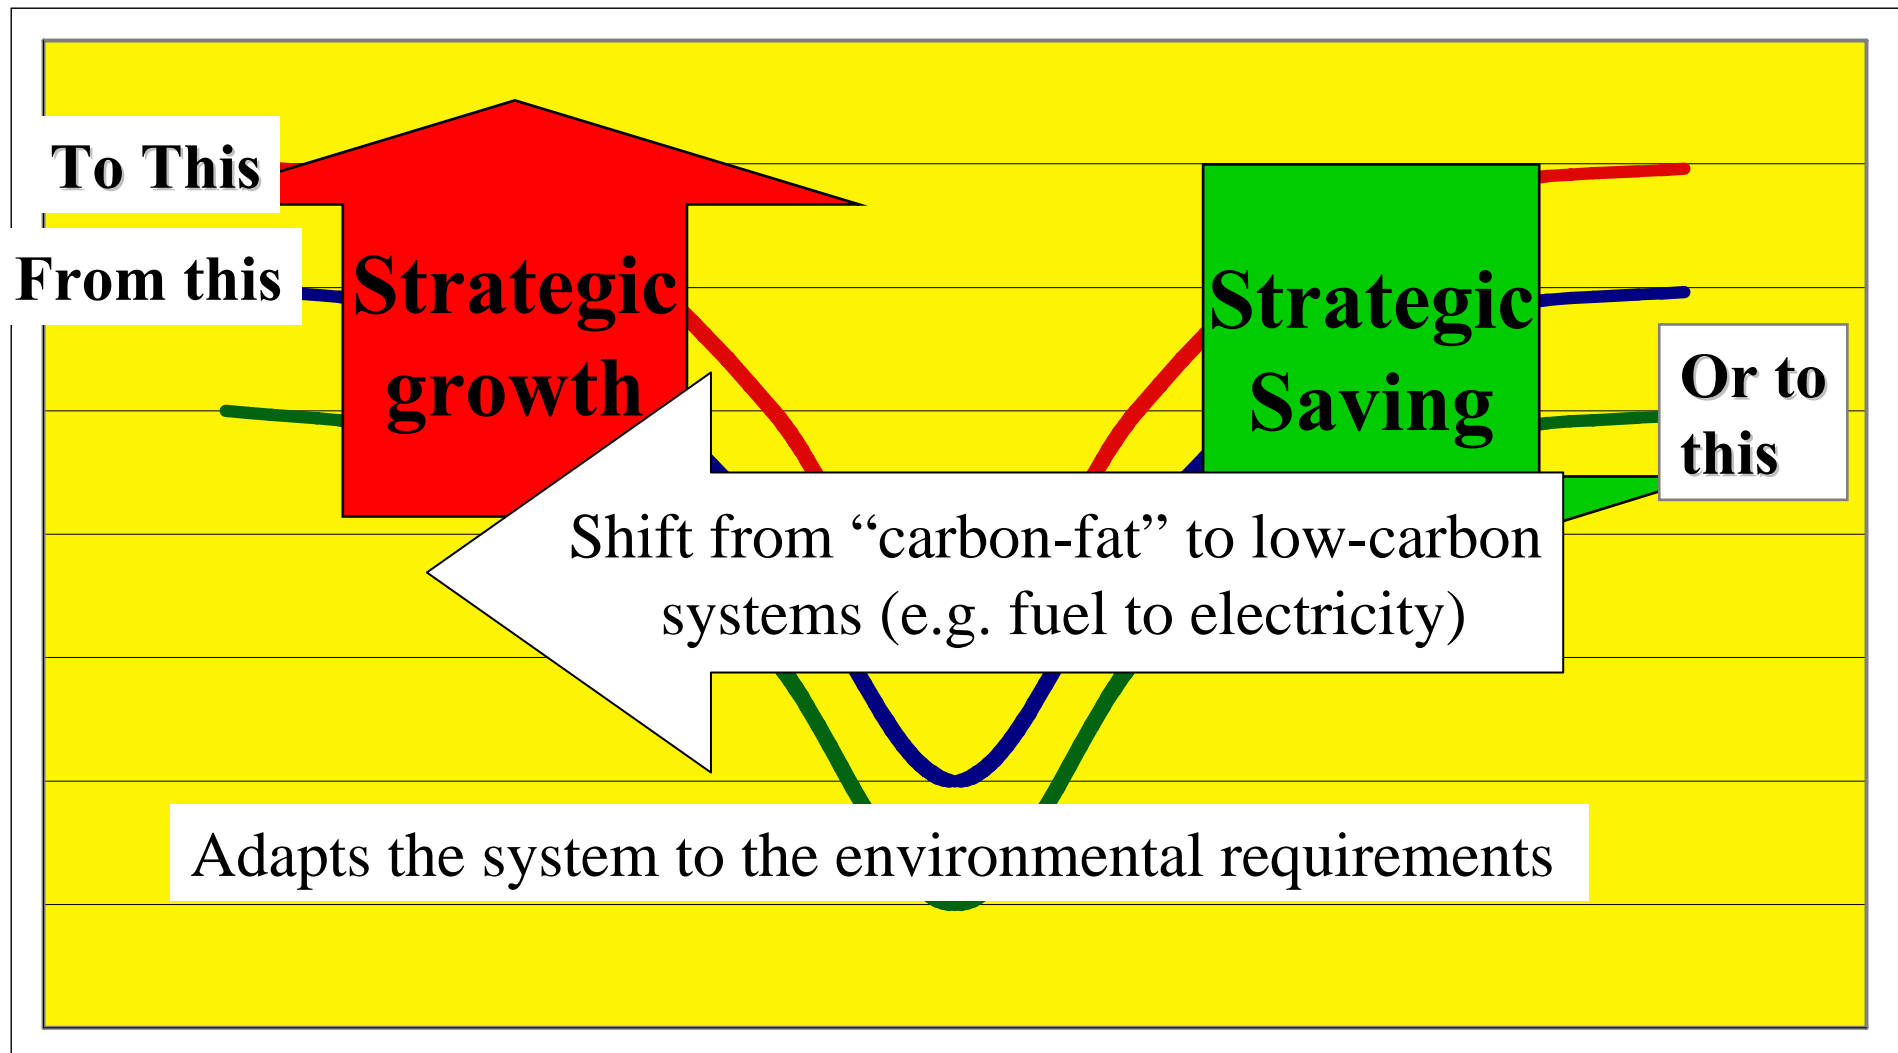 To This
From this
Strategic
growth
Strategic
Saving
Or to
this
Shift from “carbon-fat” to low-carbon
systems (e.g. fuel to electricity)
Adapts the system to the environmental requirements